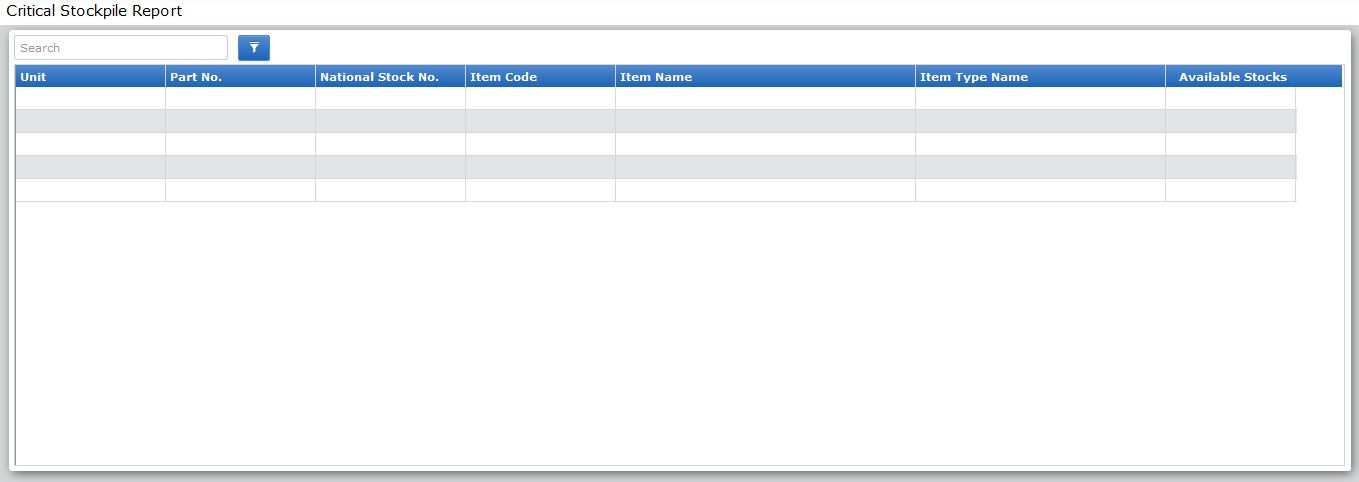 Critical Stockpile Report
Search
Unit Part No. National Stock No. Item Code Item Name Item Type Name Available Stocks